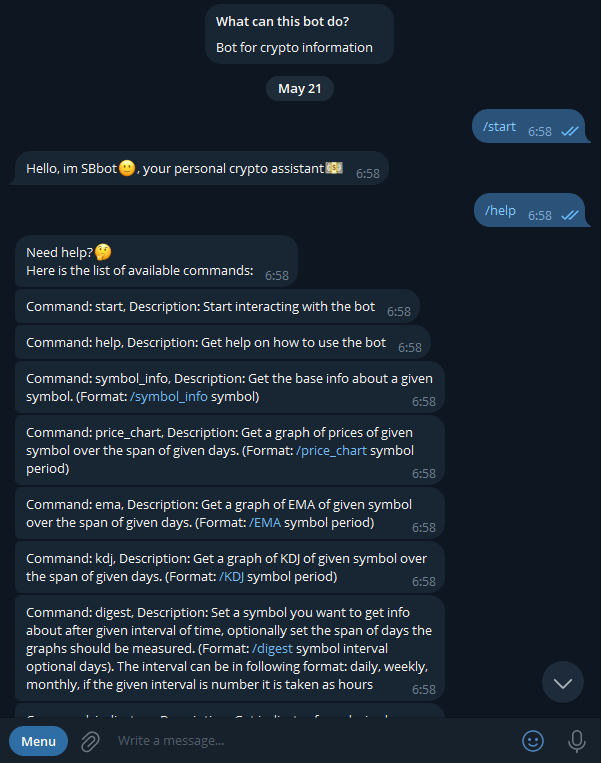 What can this bot do?
Bot for crypto information
May 21
/start 6:58
Hello, im SBbot🙂, your personal crypto assistant💵 6:58
/help 6:58
Need help?🤔
Here is the list of available commands: 6:58
Command: start, Description: Start interacting with the bot 6:58
Command: help, Description: Get help on how to use the bot 6:58
Command: symbol_info, Description: Get the base info about a given
symbol. (Format: /symbol_info symbol) 6:58
Command: price_chart, Description: Get a graph of prices of given
symbol over the span of given days. (Format: /price_chart symbol
period) 6:58
Command: ema, Description: Get a graph of EMA of given symbol
over the span of given days. (Format: /EMA symbol period) 6:58
Command: kdj, Description: Get a graph of KDJ of given symbol over
the span of given days. (Format: /KDJ symbol period) 6:58
Command: digest, Description: Set a symbol you want to get info
about after given interval of time, optionally set the span of days the
graphs should be measured. (Format: /digest symbol interval
optional days). The interval can be in following format: daily, weekly,
monthly, if the given interval is number it is taken as hours 6:58
Menu Write a message...